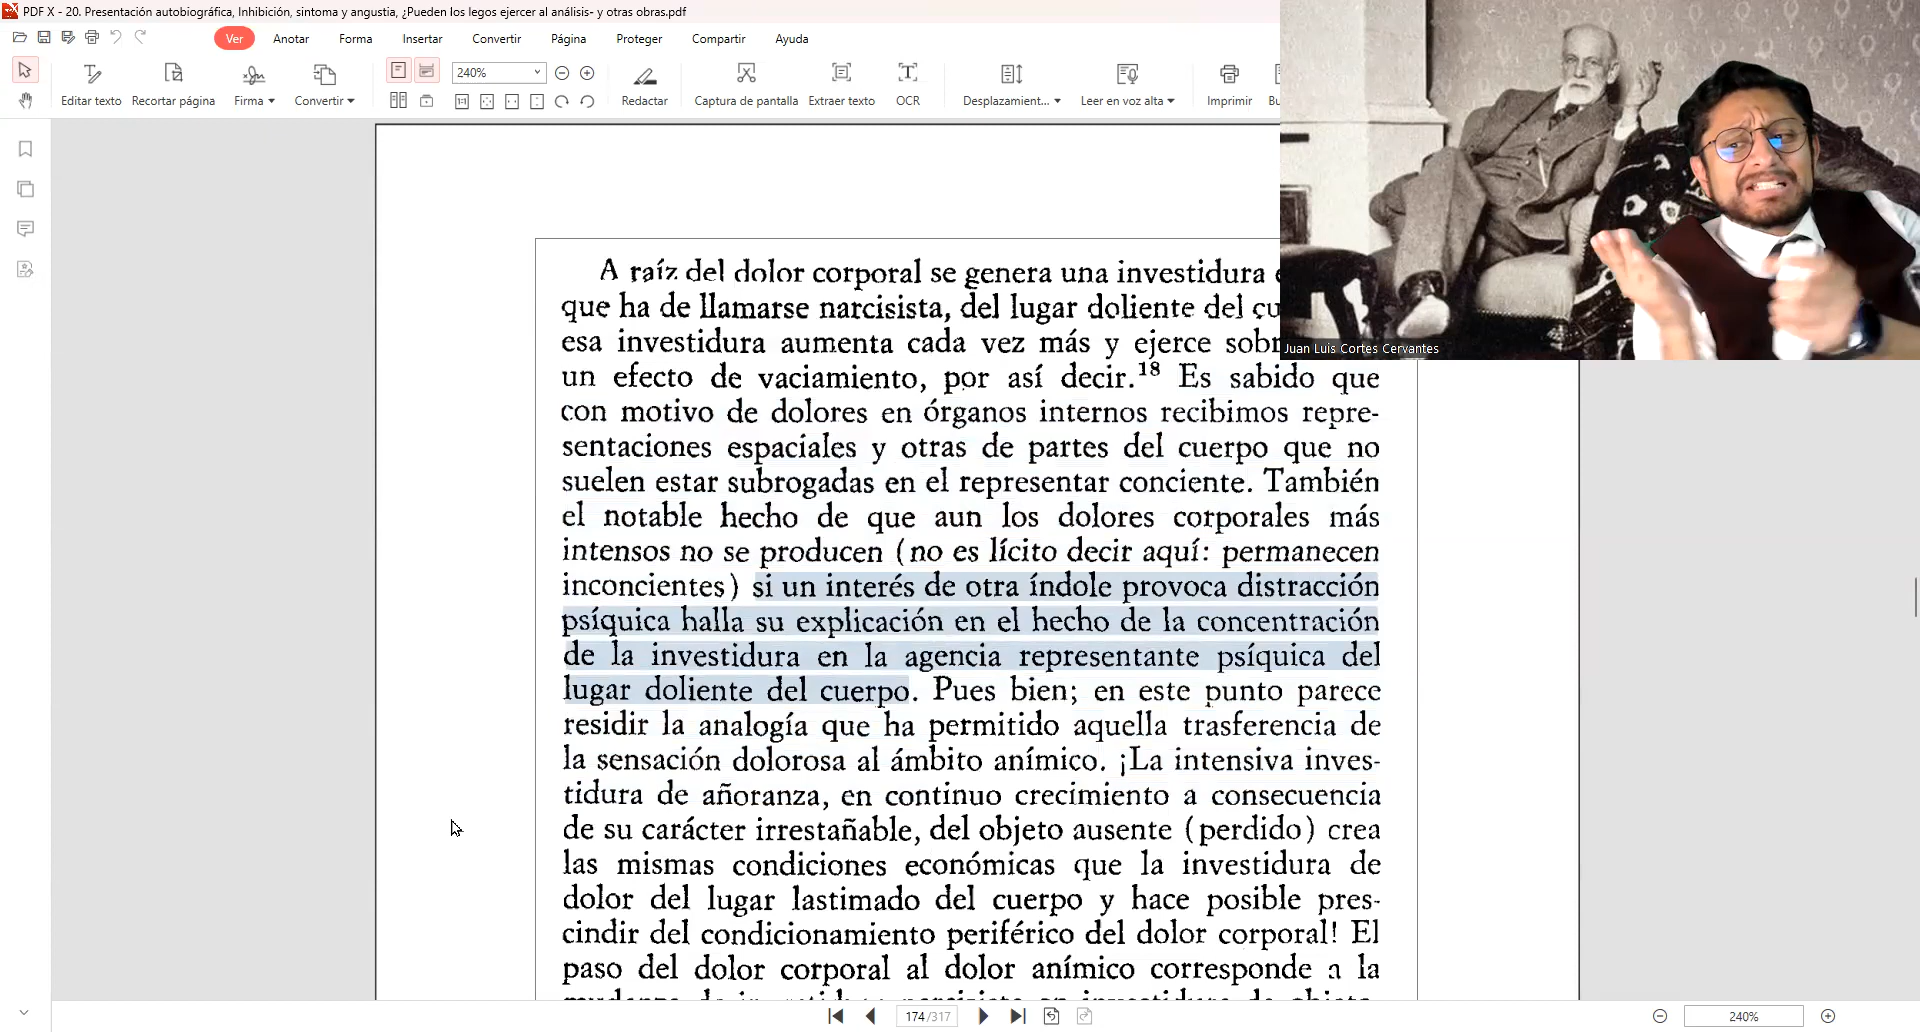 PDF X - 20. Presentación autobiográfica, Inhibición, sintoma y angustia, ¿Pueden los legos ejercer al análisis- y otras obras.pdf
Ver Anotar Forma Insertar Convertir Página Proteger Compartir Ayuda
240%
Editar texto Recortar página Firma Convertir Redactar Captura de pantalla Extraer texto OCR Desplazamient... Leer en voz alta Imprimir Bu
Juan Luis Cortes Cervantes
A raíz del dolor corporal se genera una investidura
que ha de llamarse narcisista, del lugar doliente del cu
esa investidura aumenta cada vez más y ejerce sob
un efecto de vaciamiento, por así decir.18 Es sabido que
con motivo de dolores en órganos internos recibimos repre-
sentaciones espaciales y otras de partes del cuerpo que no
suelen estar subrogadas en el representar conciente. También
el notable hecho de que aun los dolores corporales más
intensos no se producen (no es lícito decir aquí: permanecen
inconcientes) si un interés de otra índole provoca distracción
psíquica halla su explicación en el hecho de la concentración
de la investidura en la agencia representante psíquica del
lugar doliente del cuerpo. Pues bien; en este punto parece
residir la analogía que ha permitido aquella trasferencia de
la sensación dolorosa al ámbito anímico. ¡La intensiva inves-
tidura de añoranza, en continuo crecimiento a consecuencia
de su carácter irrestañable, del objeto ausente (perdido) crea
las mismas condiciones económicas que la investidura de
dolor del lugar lastimado del cuerpo y hace posible pres-
cindir del condicionamiento periférico del dolor corporal! El
paso del dolor corporal al dolor anímico corresponde a la
174/317
240%